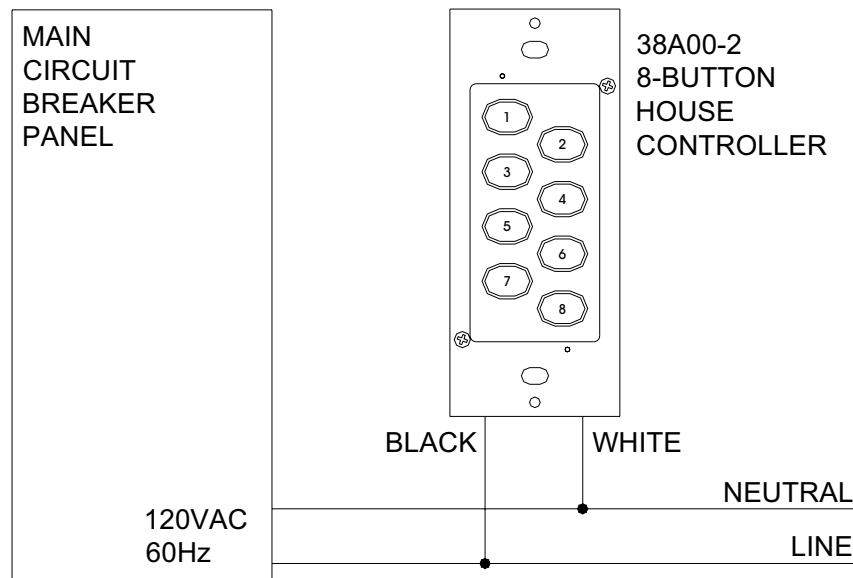 MAIN
CIRCUIT
BREAKER
PANEL
38A00-2
8-BUTTON
HOUSE
CONTROLLER
1
2
3
4
5
6
7
8
BLACK
WHITE
NEUTRAL
120VAC
60Hz
LINE